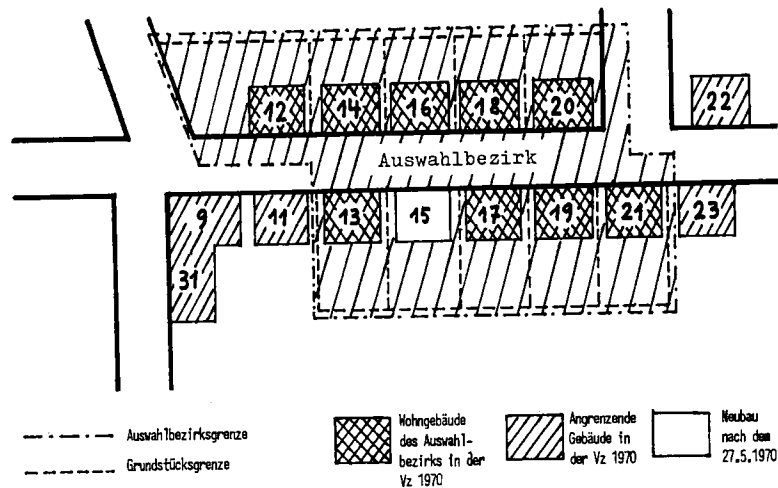 12 14 16 18 20 22
Auswahlbezirk
9 11 13 15 17 19 21 23
31
Auswahlbezirksgrenze
Grundstücksgrenze
Wohngebäude
des Auswahl-
bezirks in der
Vz 1970
Angrenzende
Gebäude in
der Vz 1970
Neubau
nach dem
27.5.1970